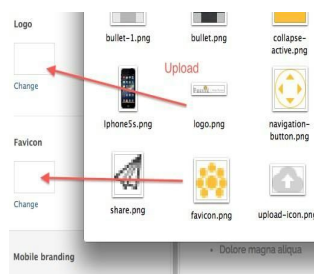 Logo
Change
Favicon
Change
Mobile branding
Upload
bullet-1.png
bullet.png
collapse-
active.png
Iphone5s.png
logo.png
navigation-
button.png
share.png
favicon.png
upload-icon.png
Dolore magna aliqua